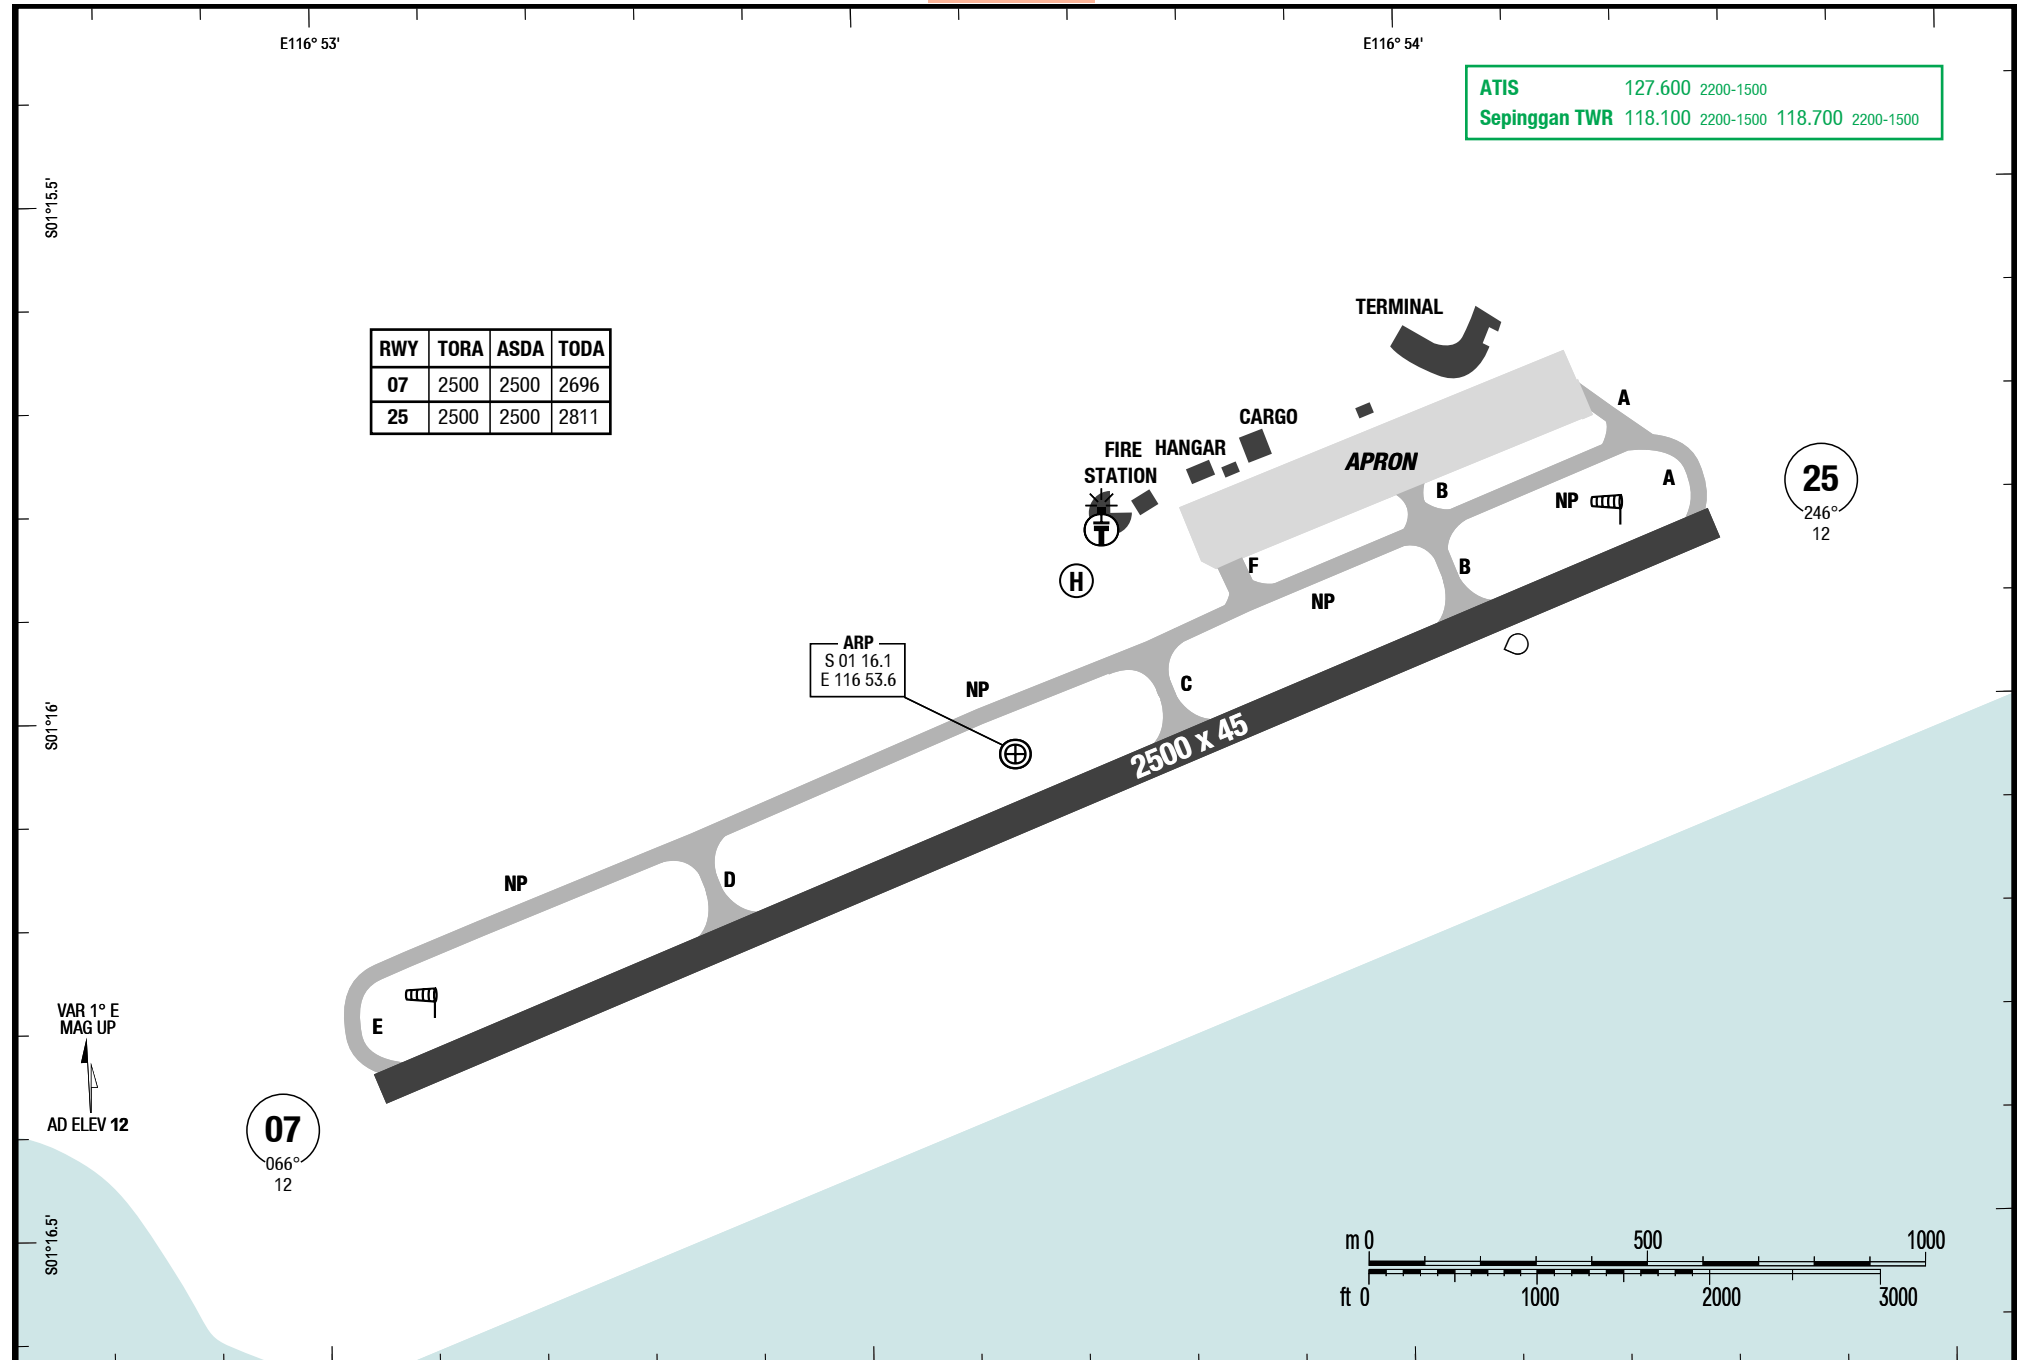 E116° 53'
E116° 54'
ATIS 127.600 2200-1500
Sepinggan TWR 118.100 2200-1500 118.700 2200-1500
S01°15.5'
TERMINAL
RWY TORA ASDA TODA
07 2500 2500 2696
25 2500 2500 2811
A
CARGO
FIRE
STATION
HANGAR
APRON
B
NP
A
25
246°
12
T
H
F
B
NP
ARP
S 01 16.1
E 116 53.6
NP
C
S01°16'
2500 x 45
NP
D
E
VAR 1° E
MAG UP
AD ELEV 12
07
066°
12
S01°16.5'
m 0 500 1000
ft 0 1000 2000 3000